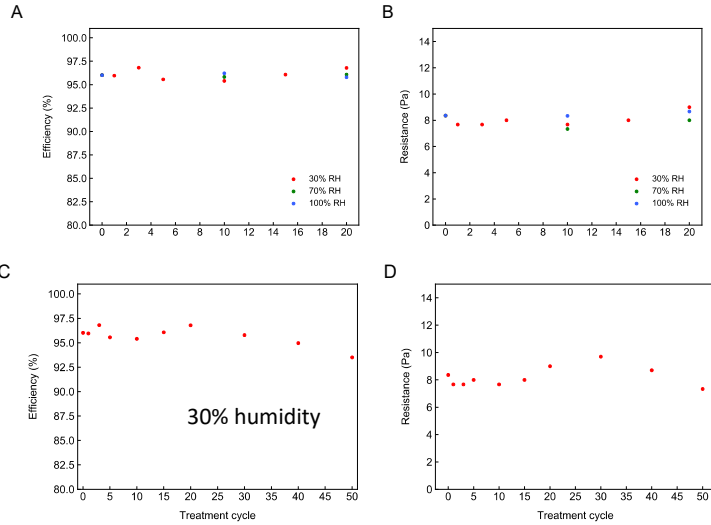 A
100.0
97.5
95.0
92.5
90.0
87.5
85.0
82.5
80.0
Efficiency (%)
30% RH
70% RH
100% RH
0 2 4 6 8 10 12 14 16 18 20
B
14
12
10
8
6
4
2
0
Resistance (Pa)
30% RH
70% RH
100% RH
0 2 4 6 8 10 12 14 16 18 20
C
100.0
97.5
95.0
92.5
90.0
87.5
85.0
82.5
80.0
Efficiency (%)
30% humidity
0 5 10 15 20 25 30 35 40 45 50
Treatment cycle
D
14
12
10
8
6
4
2
0
Resistance (Pa)
0 5 10 15 20 25 30 35 40 45 50
Treatment cycle